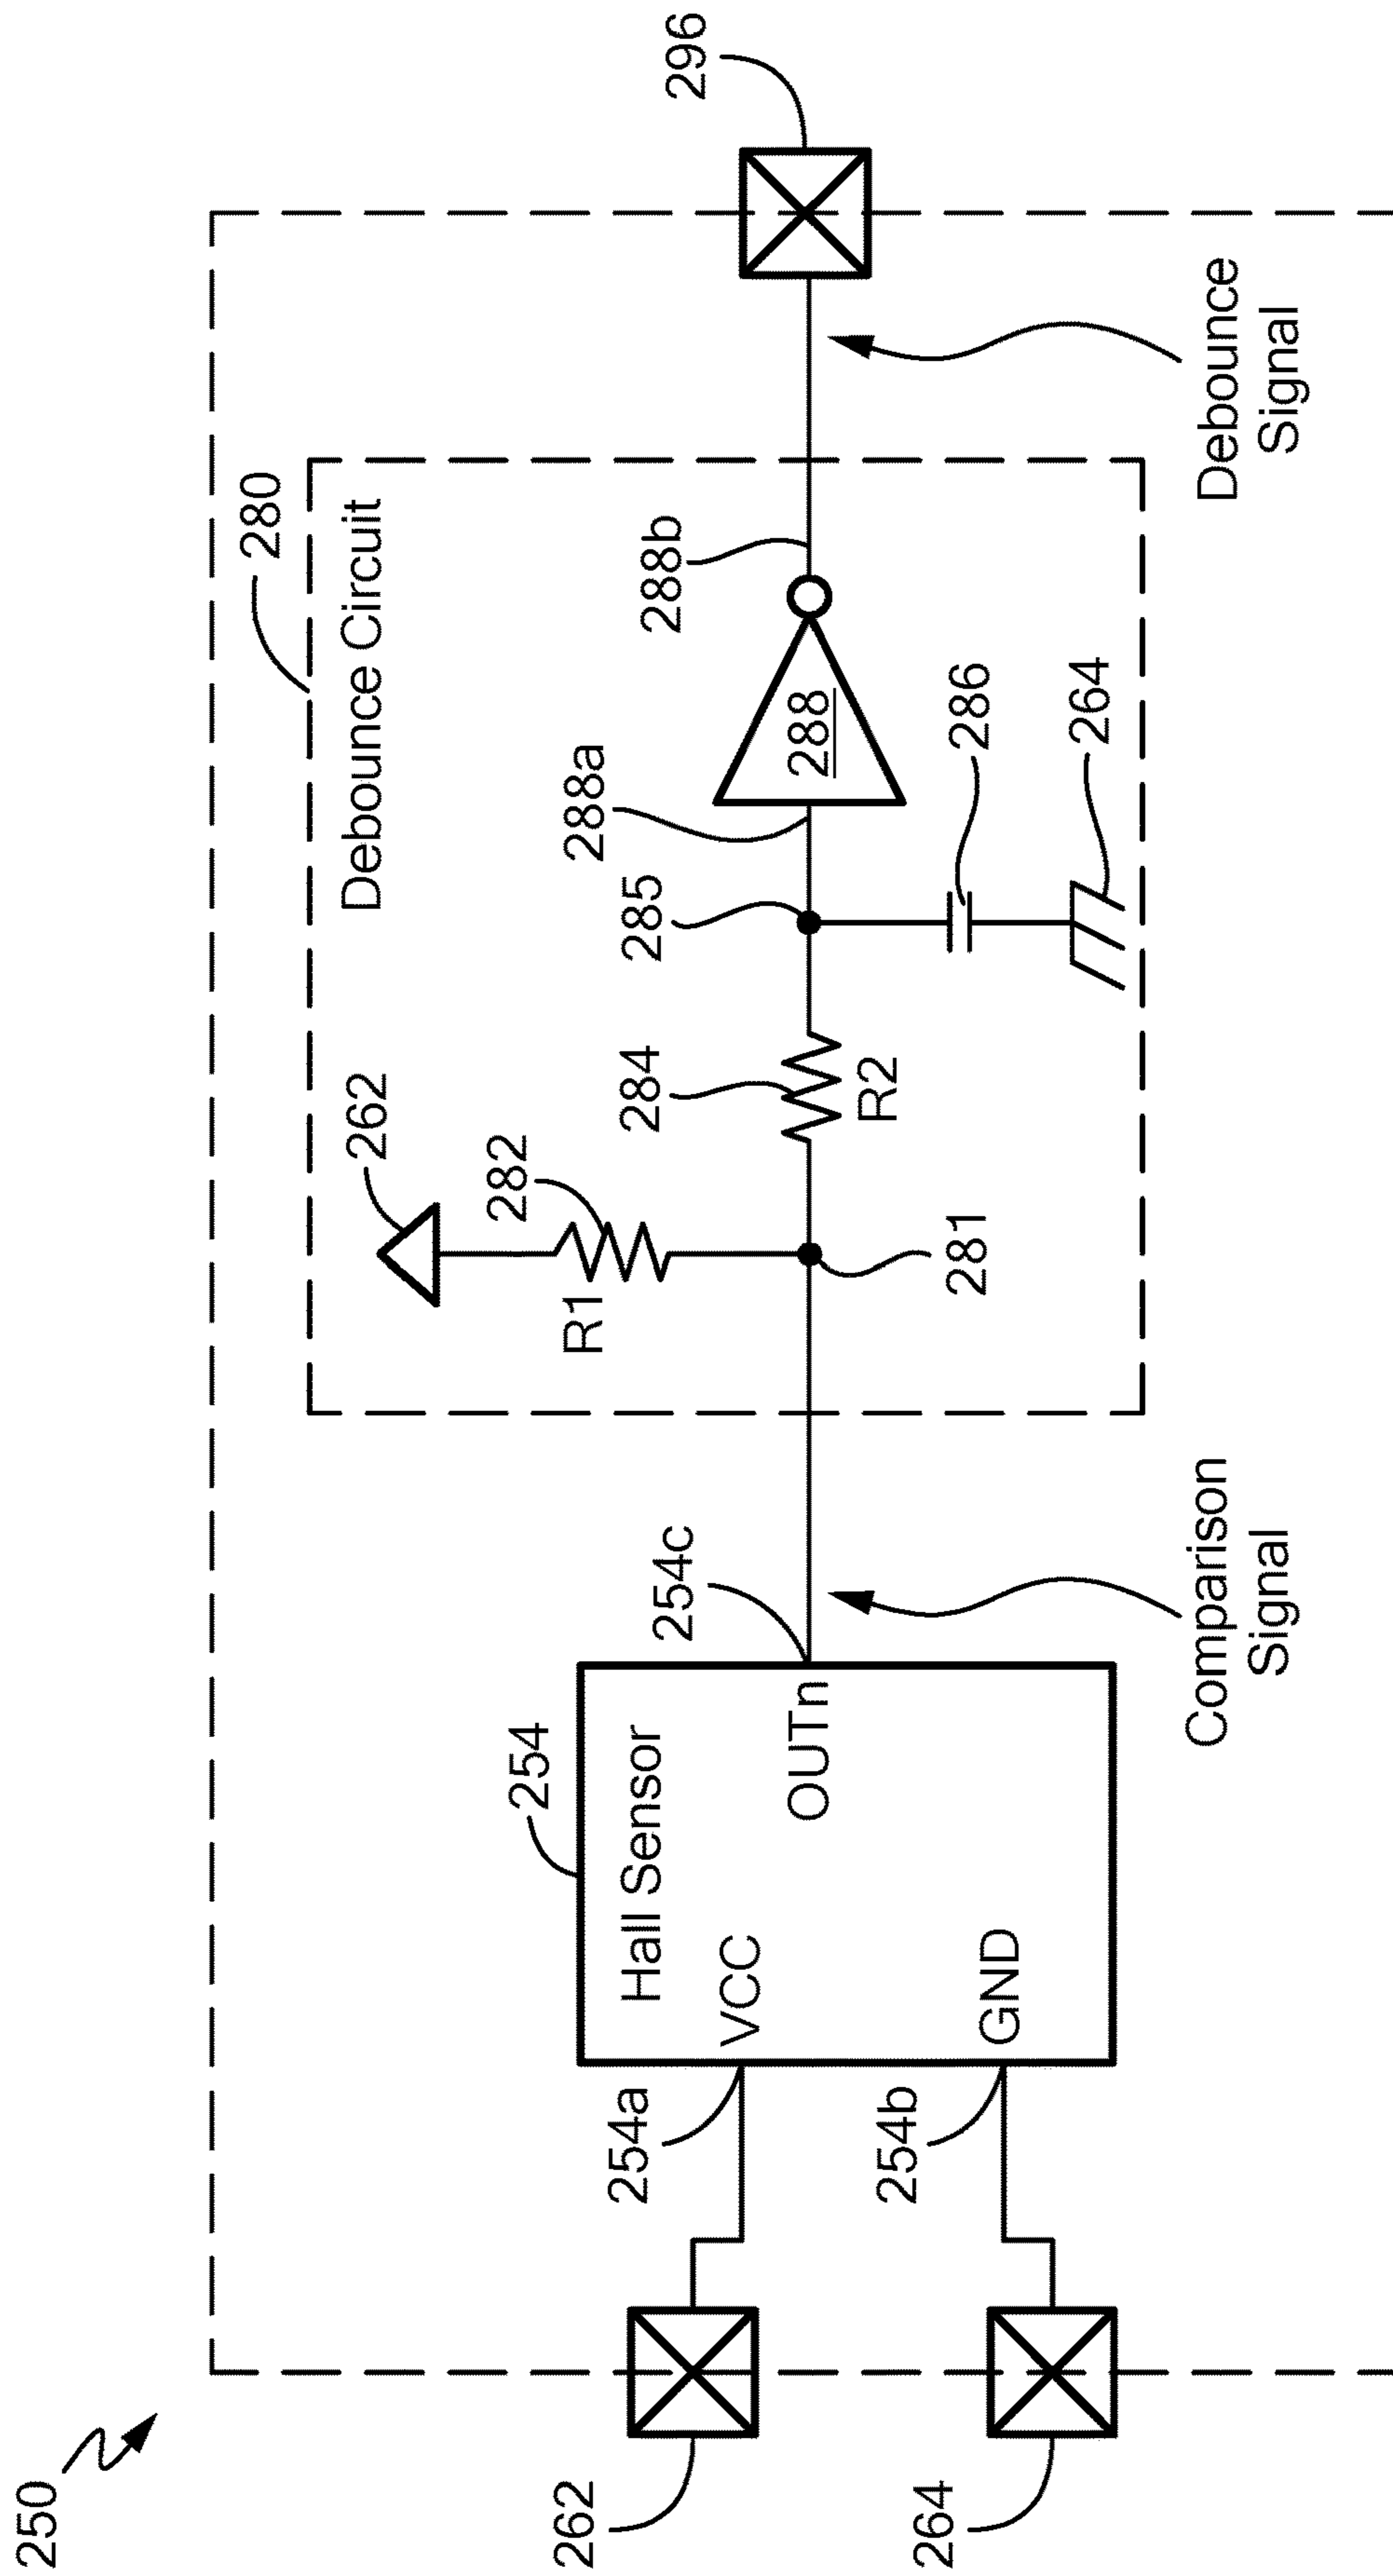 250
280
Debounce Circuit
262
282
R1
281
284
R2
285
288a
288
288b
286
264
296
Debounce
Signal
254
Hall Sensor
VCC
GND
OUTn
254a
254b
254c
262
264
Comparison
Signal